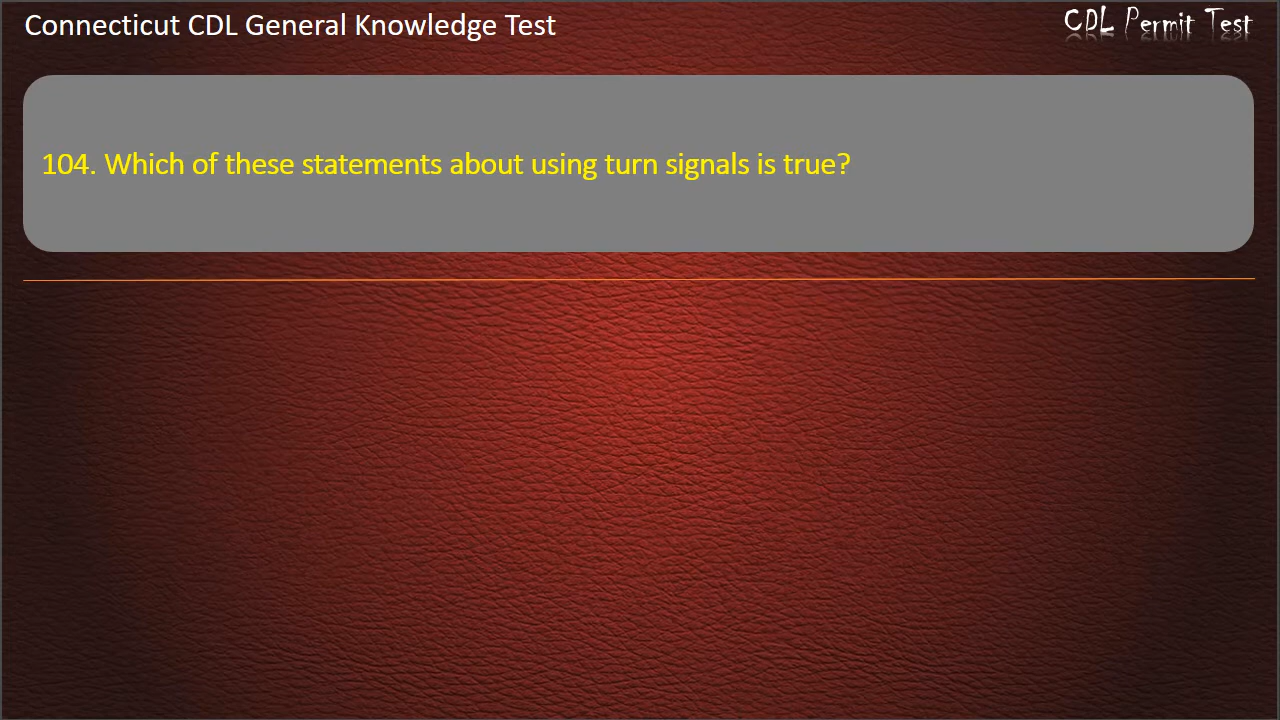 Connecticut CDL General Knowledge Test
CDL Permit Test
104. Which of these statements about using turn signals is true?